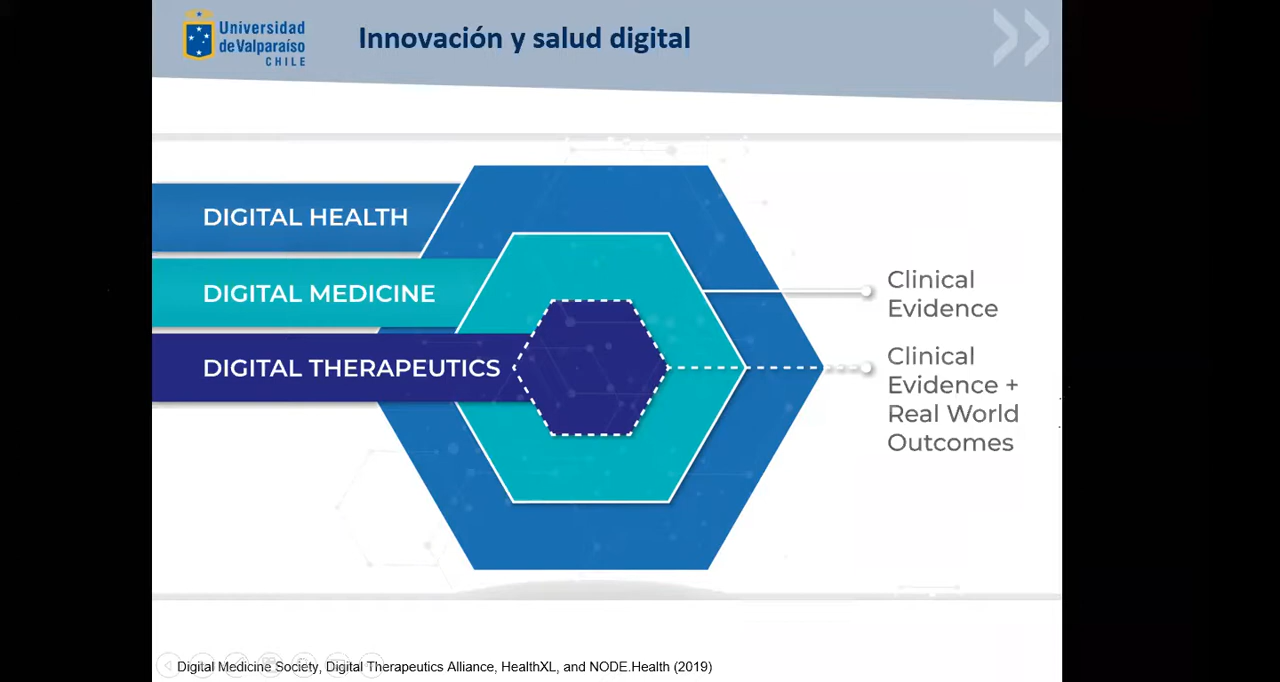 Universidad
de Valparaíso
CHILE
Innovación y salud digital
DIGITAL HEALTH
DIGITAL MEDICINE
DIGITAL THERAPEUTICS
Clinical
Evidence
Clinical
Evidence +
Real World
Outcomes
Digital Medicine Society, Digital Therapeutics Alliance, HealthXL, and NODE.Health (2019)